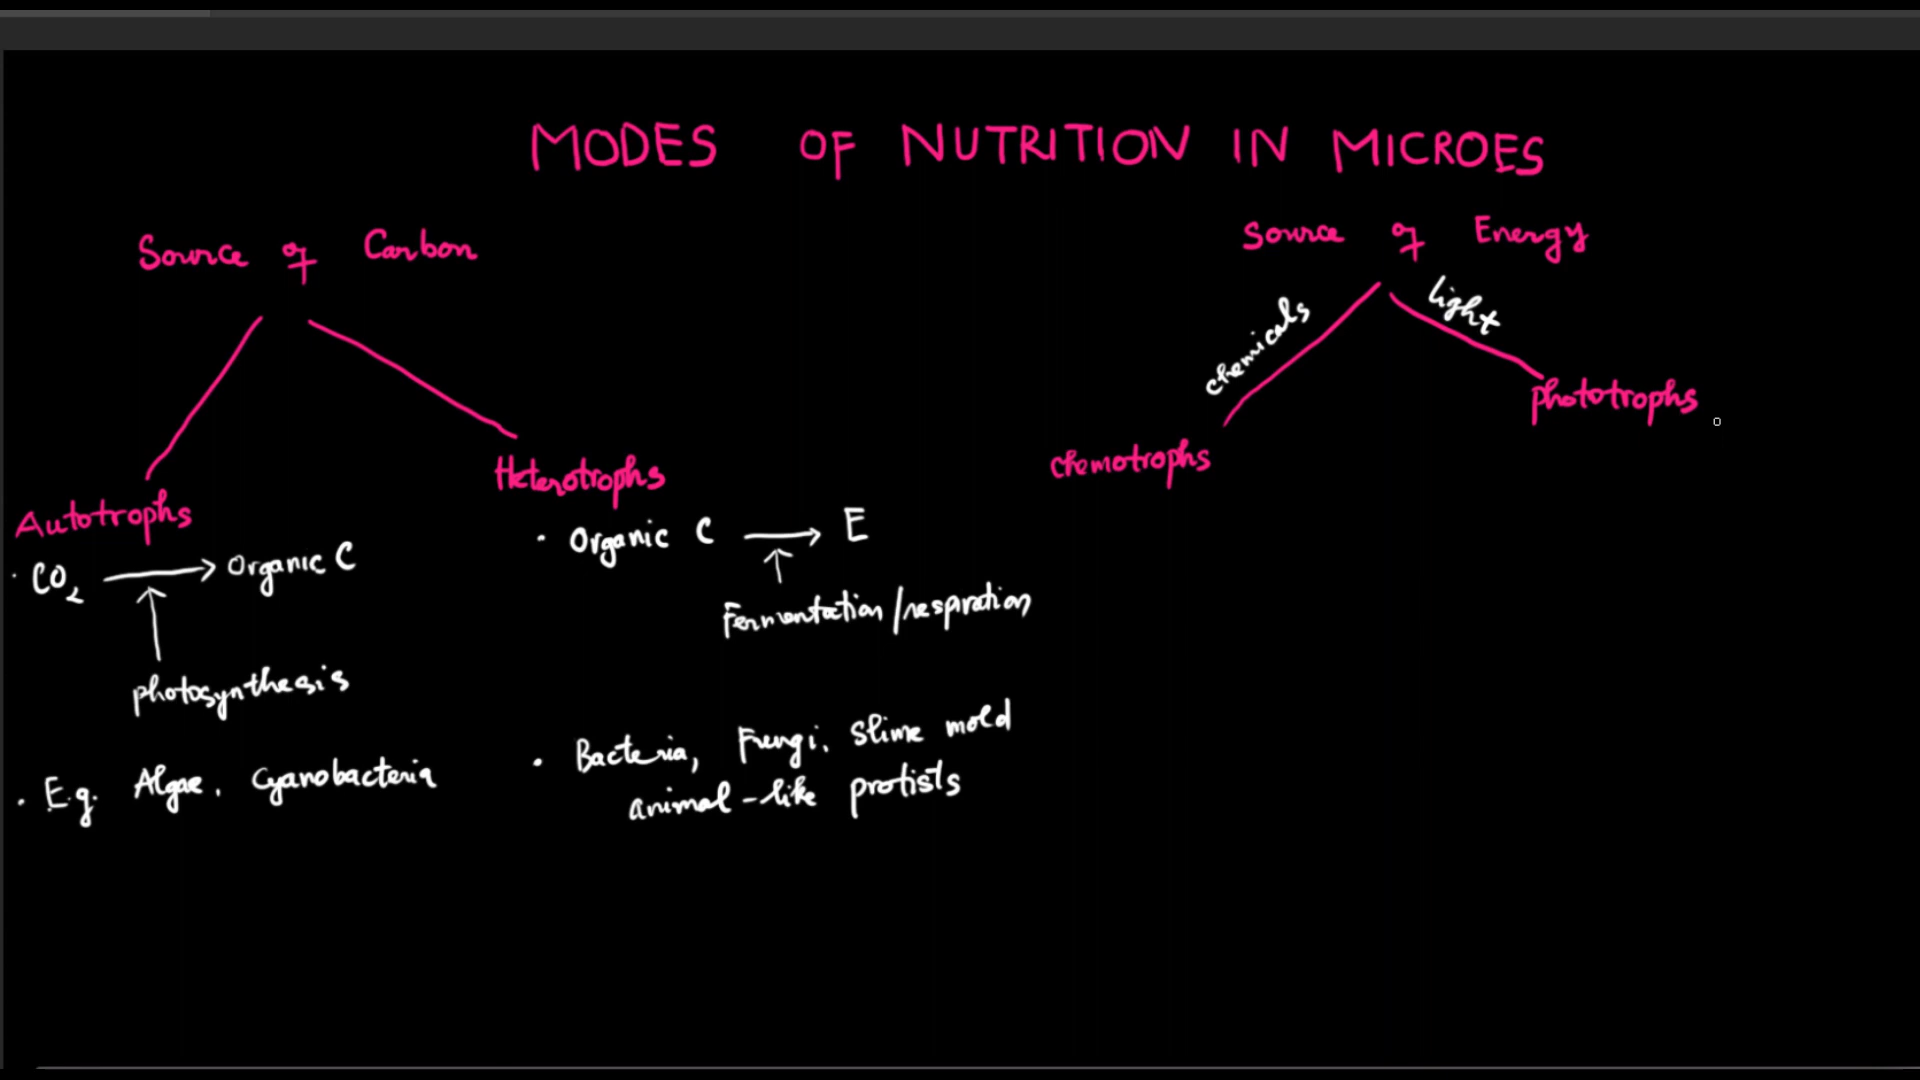 MODES OF NUTRITION IN MICROES
Source of Carbon
Autotrophs
· CO₂ → Organic C
↑
photosynthesis
· E.g. Algae, Cyanobacteria
Heterotrophs
· Organic C → E
↑
Fermentation/respiration
· Bacteria, Fungi, Slime mold
animal-like protists
Source of Energy
chemicals
light
chemotrophs
phototrophs